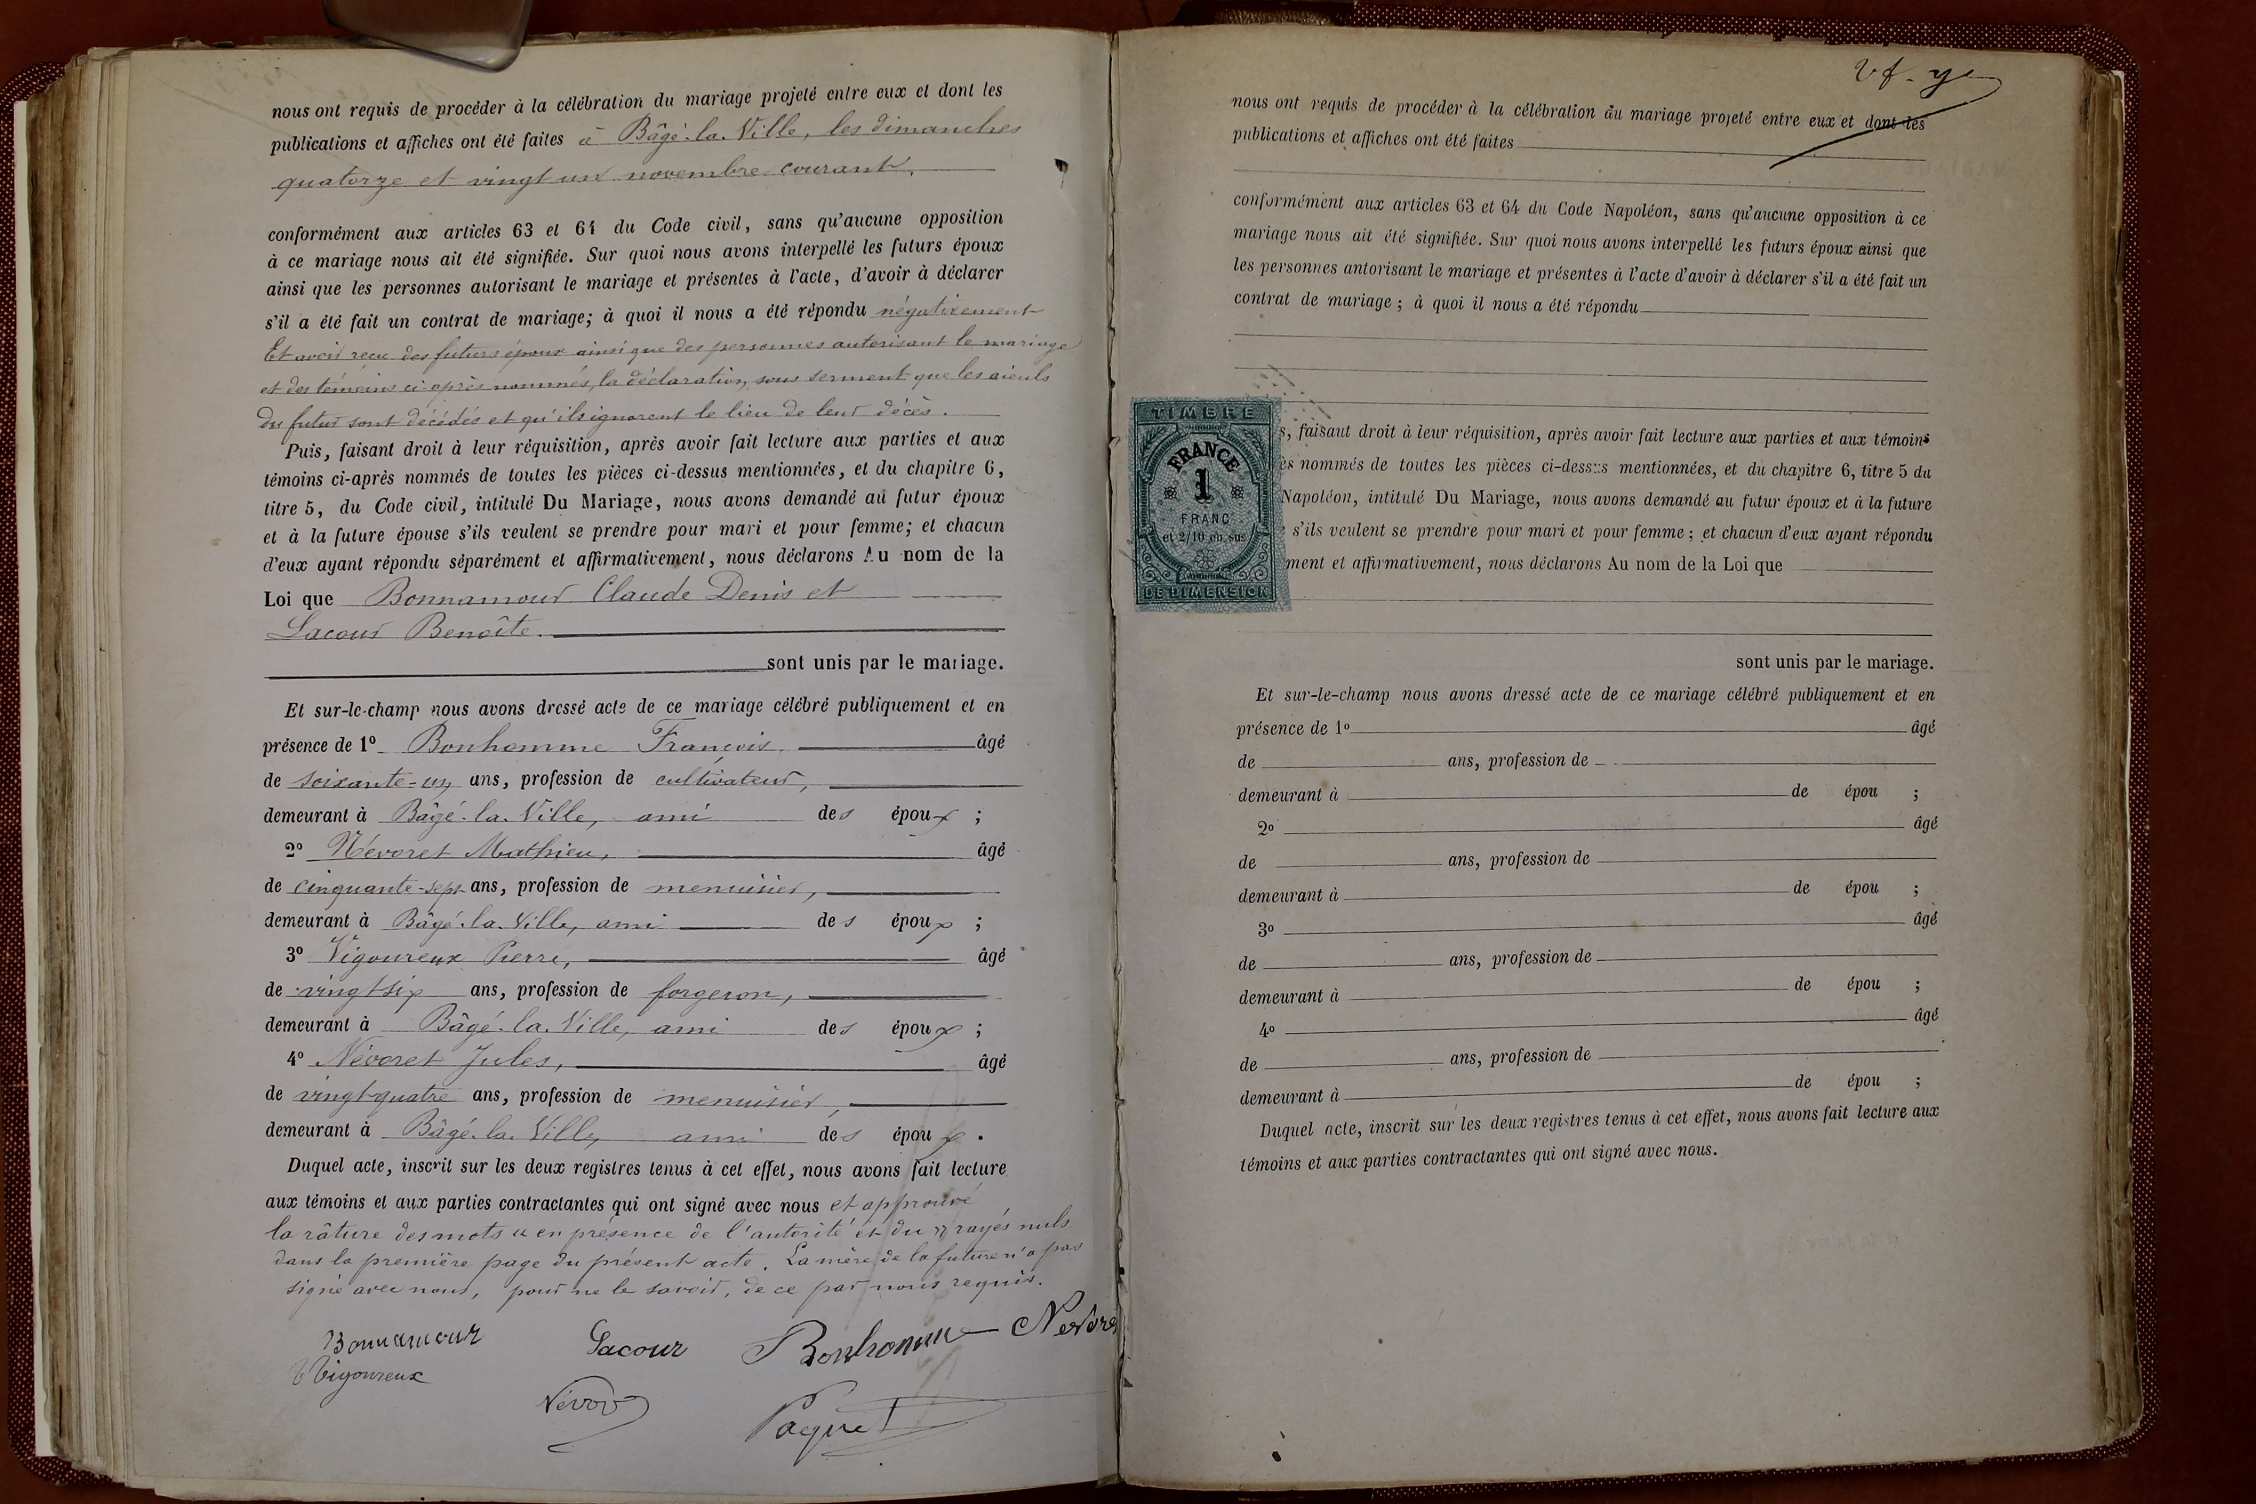 nous ont requis de procéder à la célébration du mariage projeté entre eux et dont les
publications et affiches ont été faites à Bâgé-la-Ville, les dimanches
quatorze et vingt un novembre courant.
conformément aux articles 63 et 64 du Code civil, sans qu'aucune opposition
à ce mariage nous ait été signifiée. Sur quoi nous avons interpellé les futurs époux
ainsi que les personnes autorisant le mariage et présentes à l'acte, d'avoir à déclarer
s'il a été fait un contrat de mariage; à quoi il nous a été répondu négativement
Et avoir reçu des futurs époux ainsi que des personnes autorisant le mariage
et des témoins ci-après nommés, la déclaration, sous serment que les aieuls
du futur sont décédés et qu'ils ignorent le lieu de leur décès.
Puis, faisant droit à leur réquisition, après avoir fait lecture aux parties et aux
témoins ci-après nommés de toutes les pièces ci-dessus mentionnées, et du chapitre 6,
titre 5, du Code civil, intitulé Du Mariage, nous avons demandé au futur époux
et à la future épouse s'ils veulent se prendre pour mari et pour femme; et chacun
d'eux ayant répondu séparément et affirmativement, nous déclarons Au nom de la
Loi que Bonnamour Claude Denis et
Lacour Benoîte.
sont unis par le mariage.
Et sur-le-champ nous avons dressé acte de ce mariage célébré publiquement et en
présence de 1º Bonhomme François, âgé
de soixante-un ans, profession de cultivateur,
demeurant à Bâgé-la-Ville, ami des époux ;
2º Névoret Mathieu, âgé
de cinquante-sept ans, profession de menuisier,
demeurant à Bâgé-la-Ville, ami des époux ;
3º Vigoureux Pierre, âgé
de vingt six ans, profession de forgeron,
demeurant à Bâgé-la-Ville, ami des époux ;
4º Névoret Jules, âgé
de vingt-quatre ans, profession de menuisier,
demeurant à Bâgé-la-Ville, ami des époux .
Duquel acte, inscrit sur les deux registres tenus à cet effet, nous avons fait lecture
aux témoins et aux parties contractantes qui ont signé avec nous et approuvé
la râture des mots « en présence de l'autorité et du » rayés nuls
dans la première page du présent acte. La mère de la future n'a pas
signé avec nous, pour ne le savoir, de ce par nous requis.
Bonnamour Lacour Bonhomme Nevore
Vigoureux
Névor
Paquet
nous ont requis de procéder à la célébration du mariage projeté entre eux et dont les
publications et affiches ont été faites
conformément aux articles 63 et 64 du Code Napoléon, sans qu'aucune opposition à ce
mariage nous ait été signifiée. Sur quoi nous avons interpellé les futurs époux ainsi que
les personnes antorisant le mariage et présentes à l'acte d'avoir à déclarer s'il a été fait un
contrat de mariage ; à quoi il nous a été répondu
s, faisant droit à leur réquisition, après avoir fait lecture aux parties et aux témoins
ès nommés de toutes les pièces ci-dessus mentionnées, et du chapitre 6, titre 5 du
Napoléon, intitulé Du Mariage, nous avons demandé au futur époux et à la future
s'ils veulent se prendre pour mari et pour femme ; et chacun d'eux ayant répondu
ment et affirmativement, nous déclarons Au nom de la Loi que
TIMBRE
FRANCE
1
FRANC
et 2/10 en sus
DE DIMENSION
sont unis par le mariage.
Et sur-le-champ nous avons dressé acte de ce mariage célébré publiquement et en
présence de 1º âgé
de ans, profession de
demeurant à de épou ;
2º âgé
de ans, profession de
demeurant à de épou ;
3º âgé
de ans, profession de
demeurant à de épou ;
4º âgé
de ans, profession de
demeurant à de épou ;
Duquel acte, inscrit sur les deux registres tenus à cet effet, nous avons fait lecture aux
témoins et aux parties contractantes qui ont signé avec nous.